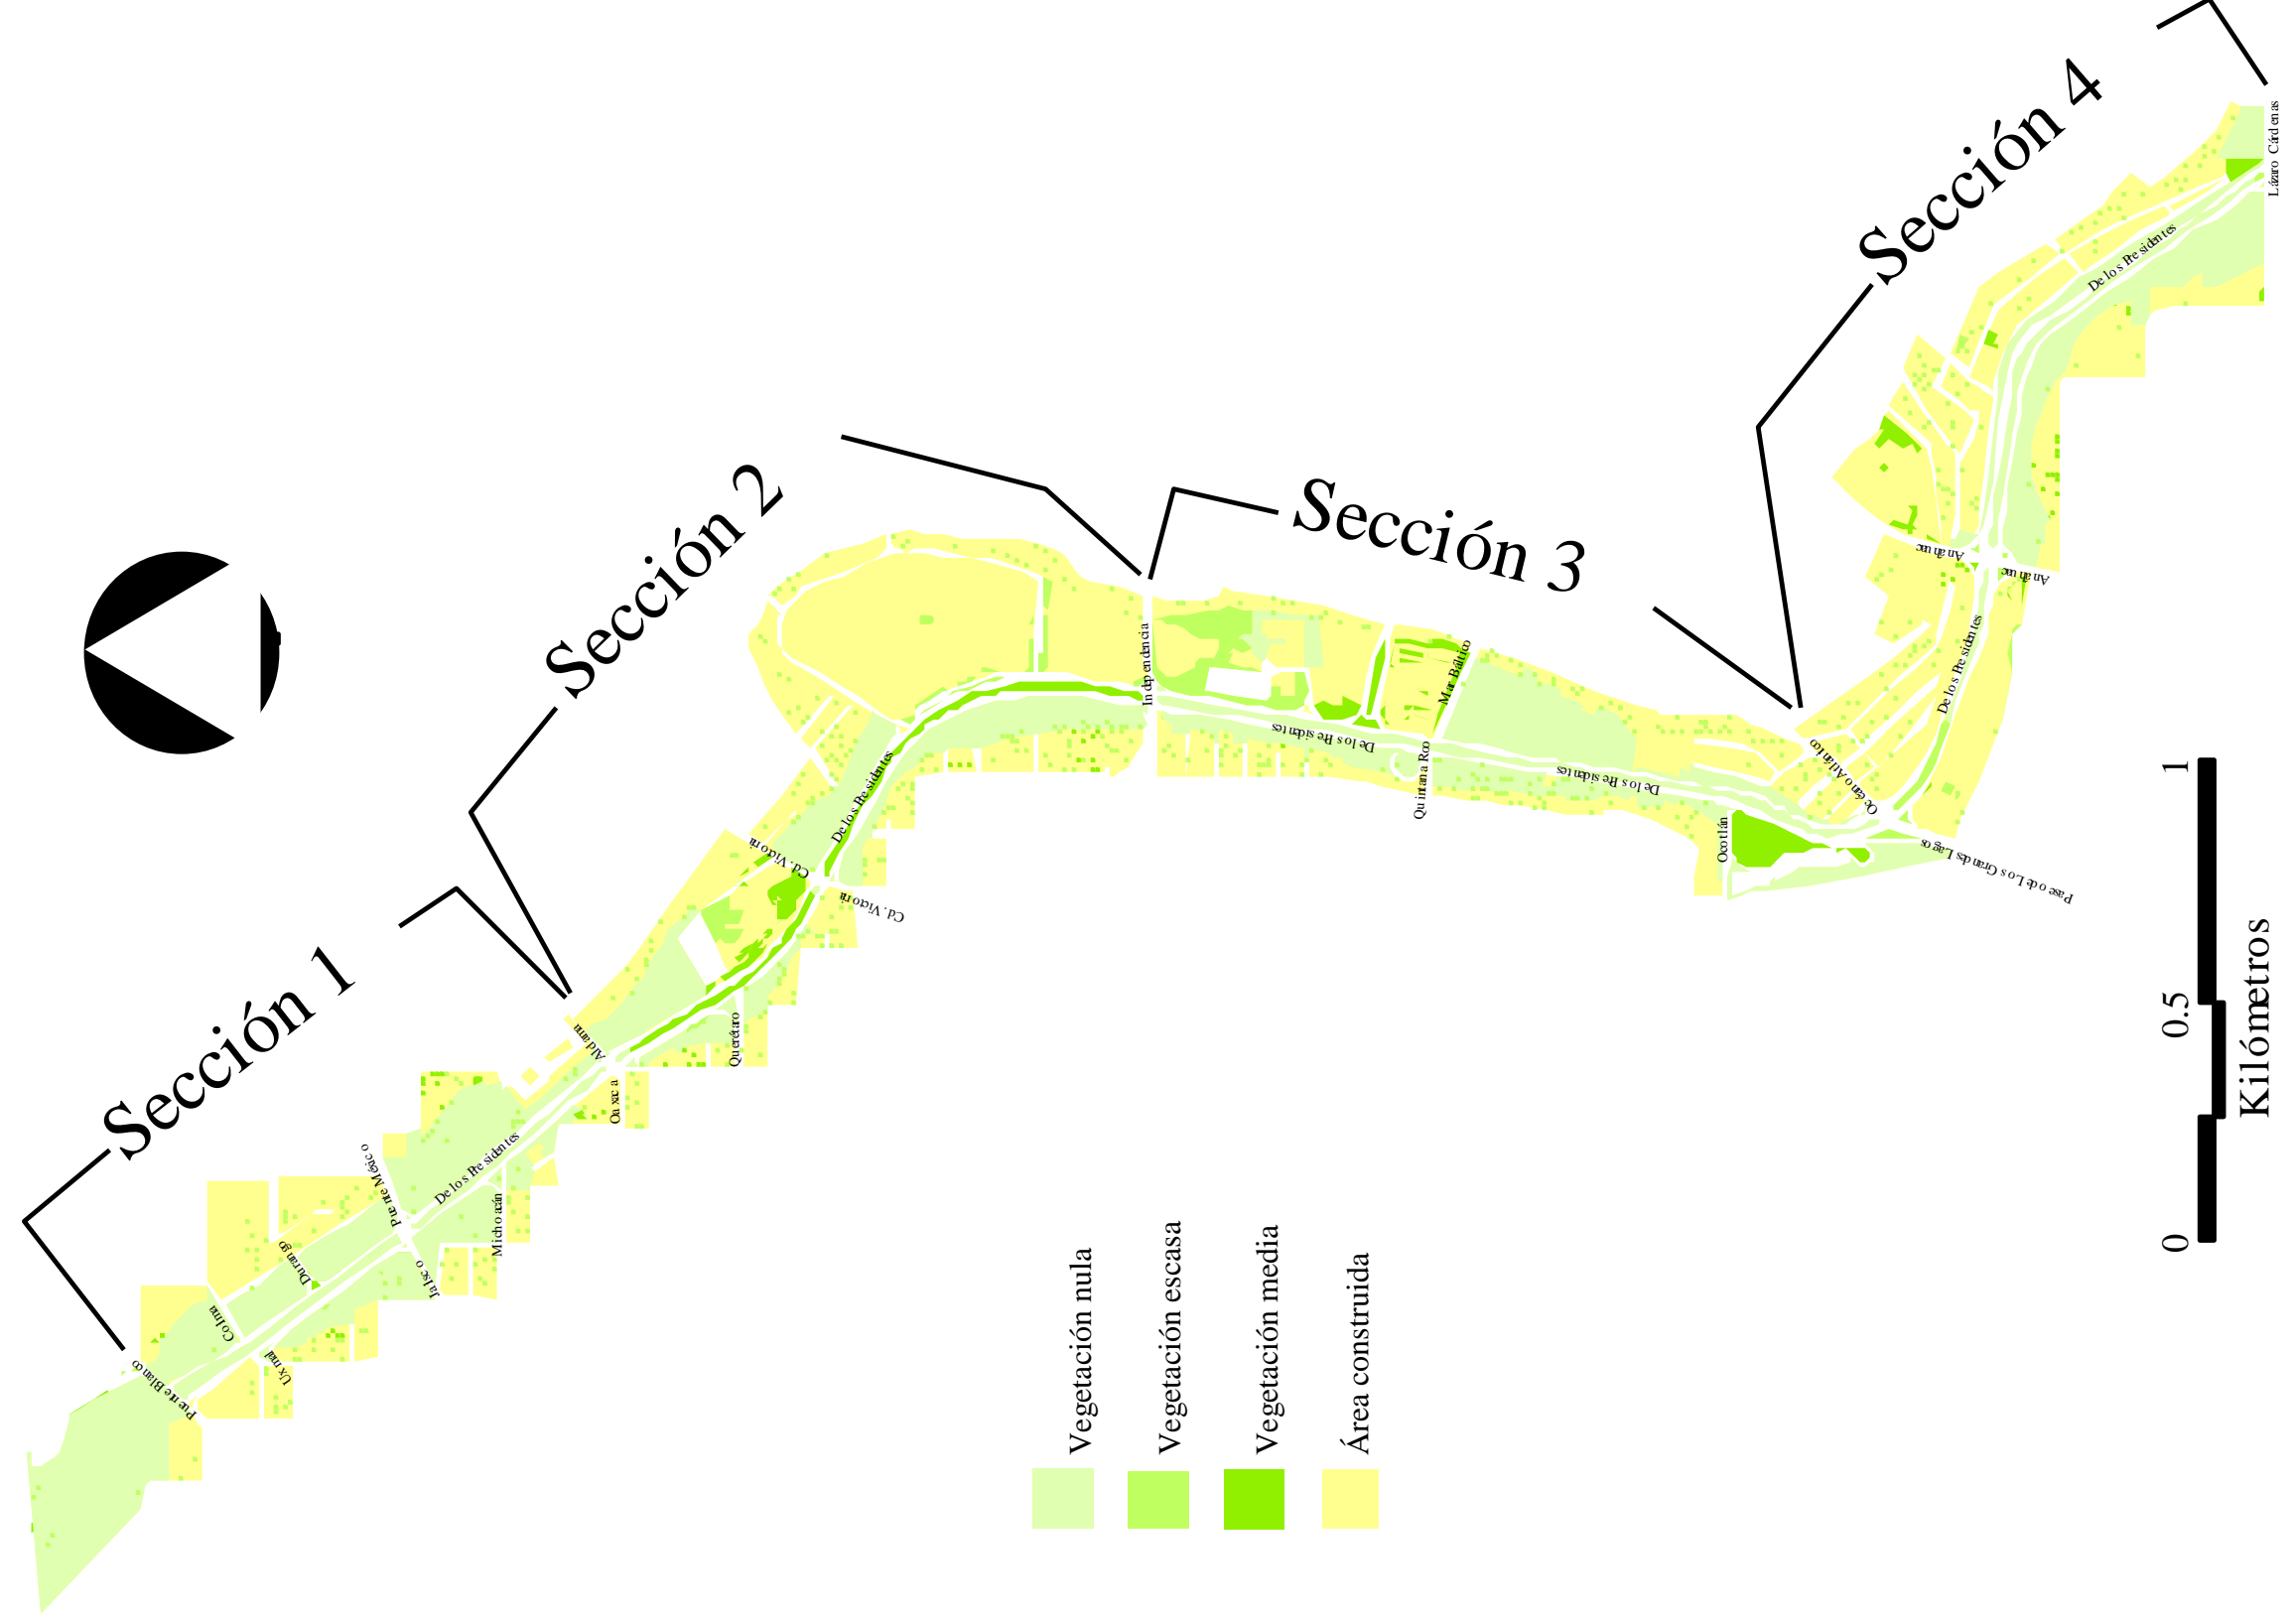 Sección 1
Sección 2
Sección 3
Sección 4
Puente Blanco
Colima
Uxmal
Durango
Puente México
Jalisco
De los Presidentes
Michoacán
Aldama
Oaxaca
Querétaro
Cd. Victoria
Cd. Victoria
De los Presidentes
Independencia
De los Presidentes
Mar Báltico
Quintana Roo
De los Presidentes
Ocotlán
Océano Atlántico
Paseo de Los Grandes Lagos
De los Presidentes
Anáhuac
Anáhuac
De los Presidentes
Lázaro Cárdenas
Vegetación nula
Vegetación escasa
Vegetación media
Área construida
0
0.5
1
Kilómetros